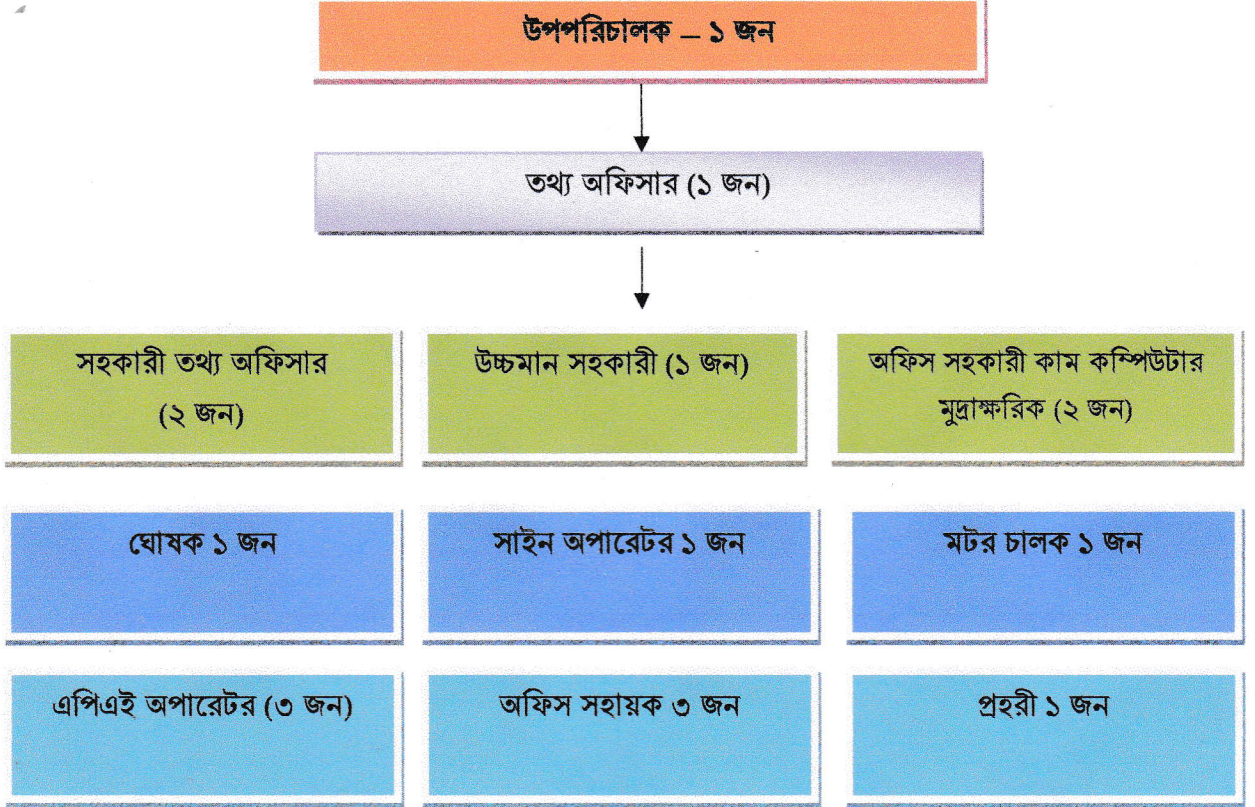 উপপরিচালক – ১ জন
তথ্য অফিসার (১ জন)
সহকারী তথ্য অফিসার
(২ জন)
উচ্চমান সহকারী (১ জন)
অফিস সহকারী কাম কম্পিউটার
মুদ্রাক্ষরিক (২ জন)
ঘোষক ১ জন
সাইন অপারেটর ১ জন
মটর চালক ১ জন
এপিএই অপারেটর (৩ জন)
অফিস সহায়ক ৩ জন
প্রহরী ১ জন